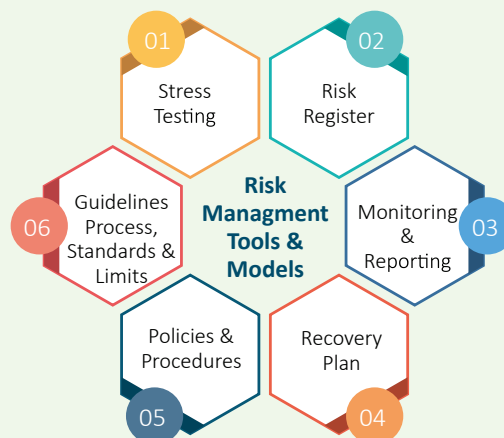 01
Stress
Testing
02
Risk
Register
03
Monitoring
&
Reporting
04
Recovery
Plan
05
Policies &
Procedures
06
Guidelines
Process,
Standards &
Limits
Risk
Managment
Tools &
Models